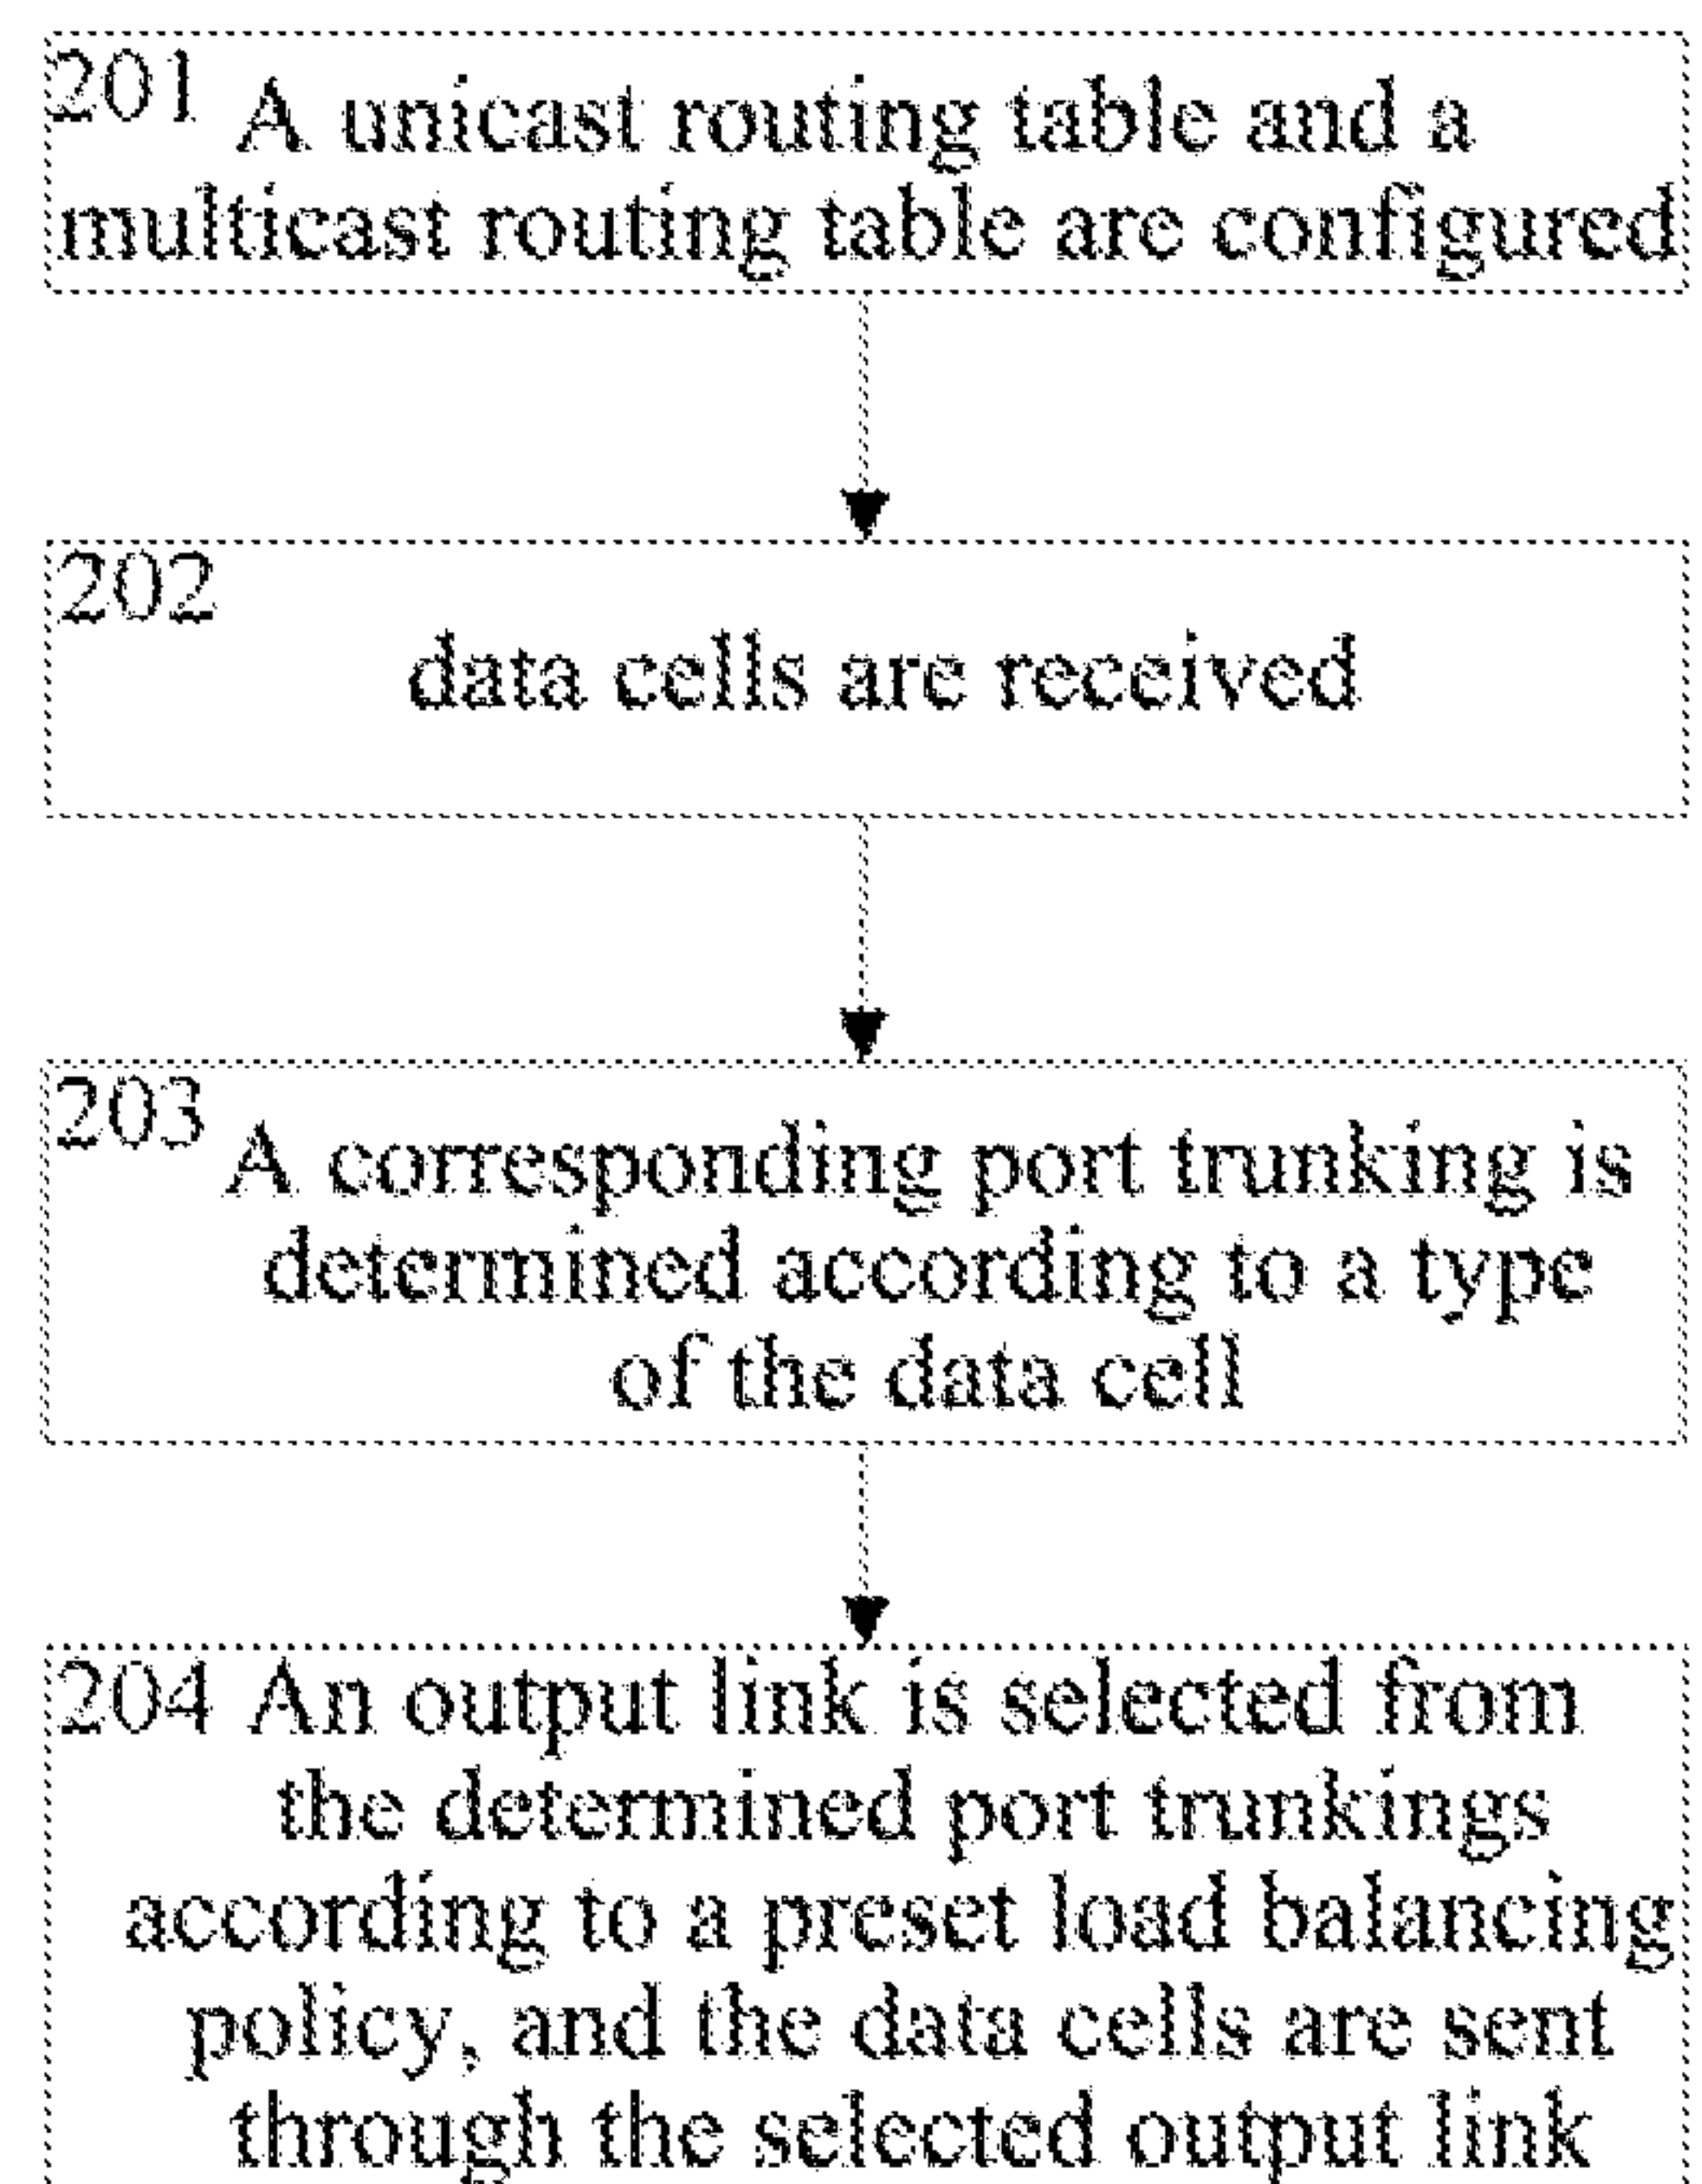 201 A unicast routing table and a
multicast routing table are configured
202
data cells are received
203 A corresponding port trunking is
determined according to a type
of the data cell
204 An output link is selected from
the determined port trunkings
according to a preset load balancing
policy, and the data cells are sent
through the selected output link